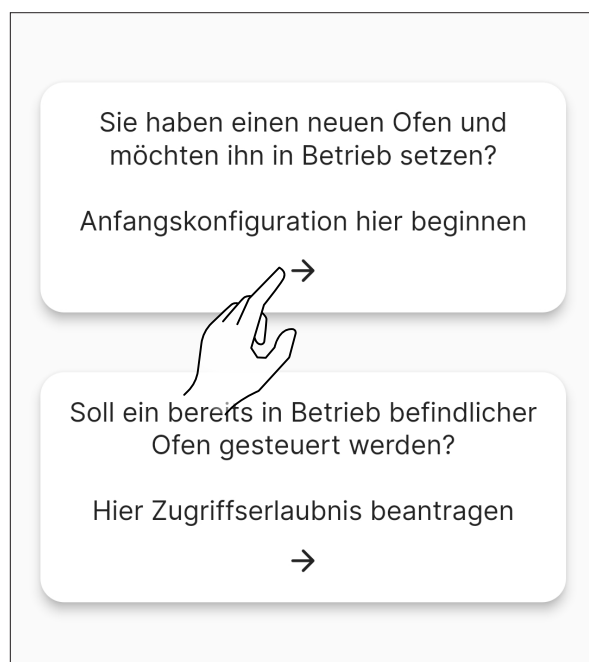 Sie haben einen neuen Ofen und
möchten ihn in Betrieb setzen?
Anfangskonfiguration hier beginnen
→
Soll ein bereits in Betrieb befindlicher
Ofen gesteuert werden?
Hier Zugriffserlaubnis beantragen
→